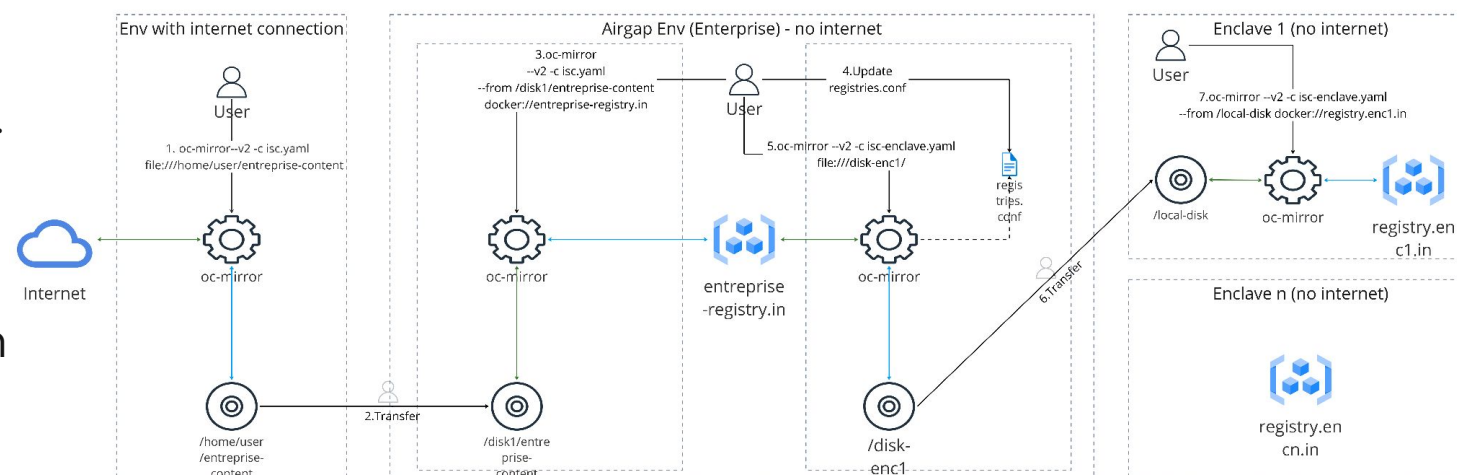 Env with internet connection
User
1. oc-mirror--v2 -c isc.yaml
file:///home/user/entreprise-content
oc-mirror
Internet
/home/user
/entreprise-
content
2.Transfer
Airgap Env (Enterprise) - no internet
3.oc-mirror
--v2 -c isc.yaml
--from /disk1/entreprise-content
docker://entreprise-registry.in
User
4.Update
registries.conf
5.oc-mirror --v2 -c isc-enclave.yaml
file:///disk-enc1/
regis
tries.
conf
oc-mirror
entreprise
-registry.in
oc-mirror
/disk1/entre
prise-
content
/disk-
enc1
6.Transfer
Enclave 1 (no internet)
User
7.oc-mirror --v2 -c isc-enclave.yaml
--from /local-disk docker://registry.enc1.in
/local-disk
oc-mirror
registry.en
c1.in
Enclave n (no internet)
registry.en
cn.in